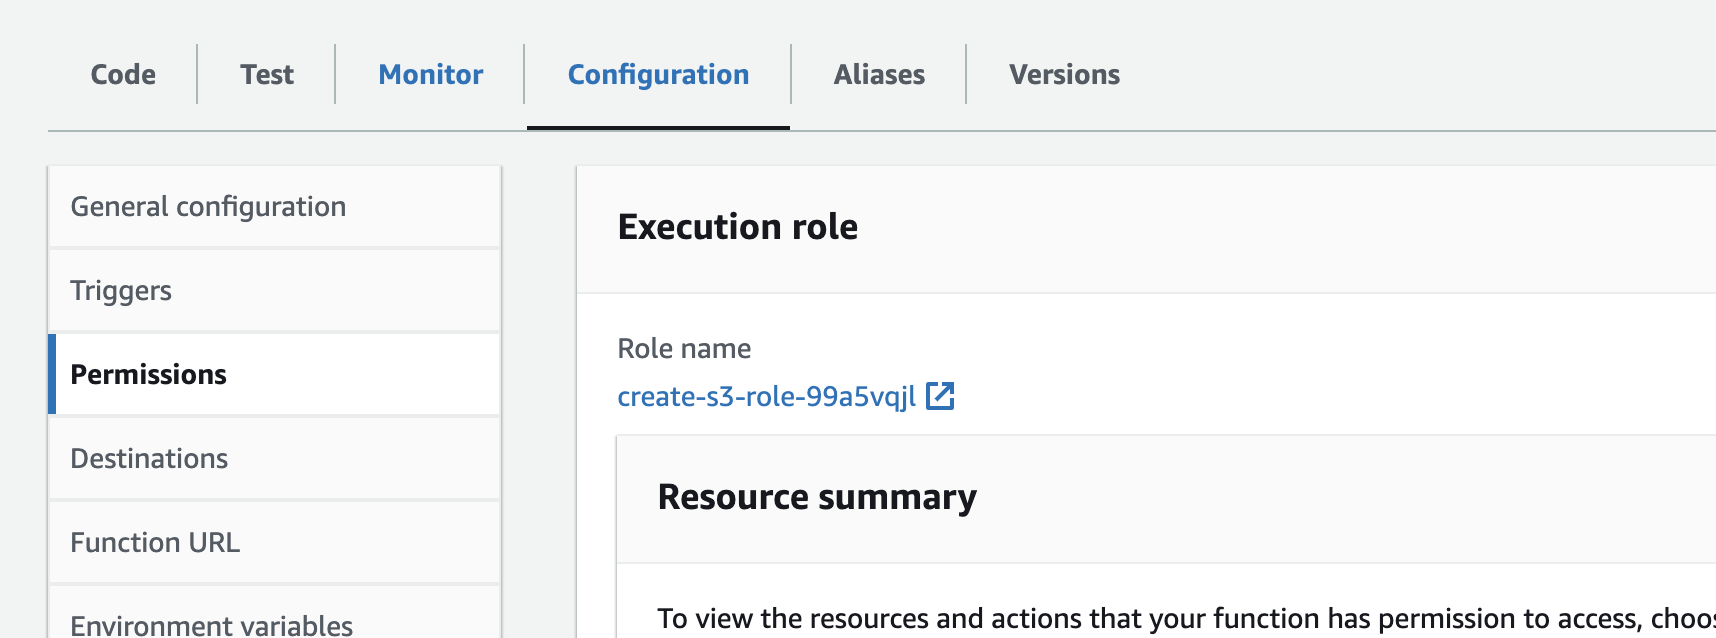 Code
Test
Monitor
Configuration
Aliases
Versions
General configuration
Triggers
Permissions
Destinations
Function URL
Environment variables
Execution role
Role name
create-s3-role-99a5vqjl
Resource summary
To view the resources and actions that your function has permission to access,